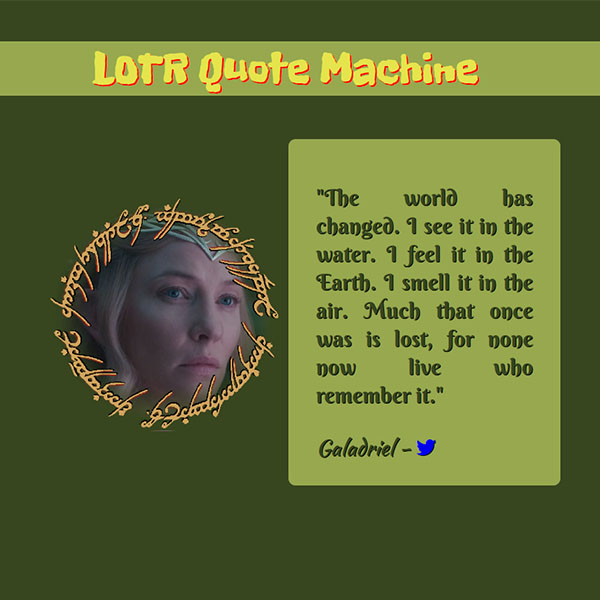 LOTR Quote Machine
"The world has
changed. I see it in the
water. I feel it in the
Earth. I smell it in the
air. Much that once
was is lost, for none
now live who
remember it."
Galadriel -